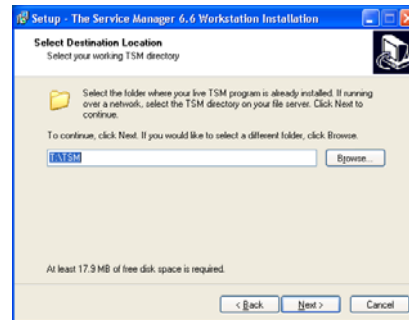 Setup - The Service Manager 6.6 Workstation Installation
Select Destination Location
Select your working TSM directory
Select the folder where your live TSM program is already installed. If running
over a network, select the TSM directory on your file server. Click Next to
continue.
To continue, click Next. If you would like to select a different folder, click Browse.
T:\TSM
Browse...
At least 17.9 MB of free disk space is required.
< Back
Next >
Cancel